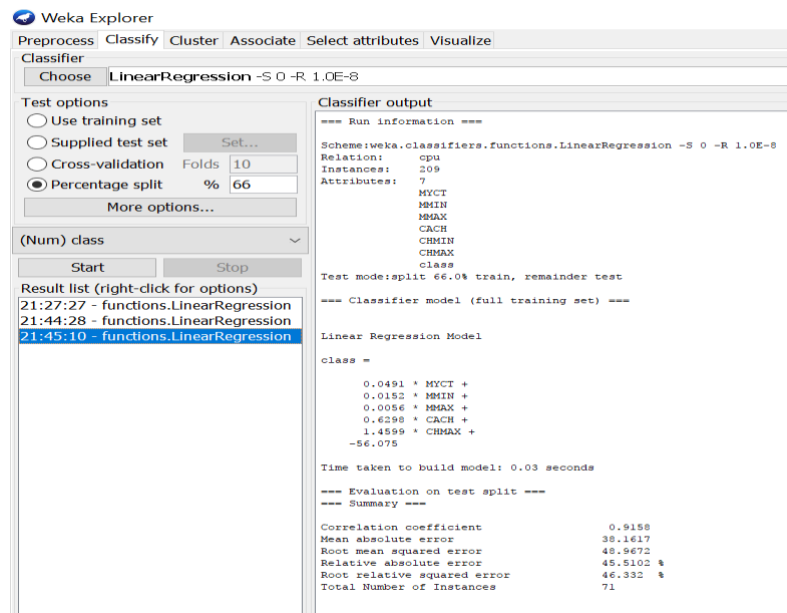 Weka Explorer
Preprocess Classify Cluster Associate Select attributes Visualize
Classifier
Choose LinearRegression -S 0 -R 1.0E-8
Test options
Use training set
Supplied test set Set...
Cross-validation Folds 10
Percentage split % 66
More options...
(Num) class
Start Stop
Result list (right-click for options)
21:27:27 - functions.LinearRegression
21:44:28 - functions.LinearRegression
21:45:10 - functions.LinearRegression
Classifier output
=== Run information ===
Scheme:weka.classifiers.functions.LinearRegression -S 0 -R 1.0E-8
Relation: cpu
Instances: 209
Attributes: 7
MYCT
MMIN
MMAX
CACH
CHMIN
CHMAX
class
Test mode:split 66.0% train, remainder test
=== Classifier model (full training set) ===
Linear Regression Model
class =
0.0491 * MYCT +
0.0152 * MMIN +
0.0056 * MMAX +
0.6298 * CACH +
1.4599 * CHMAX +
-56.075
Time taken to build model: 0.03 seconds
=== Evaluation on test split ===
=== Summary ===
Correlation coefficient 0.9158
Mean absolute error 38.1617
Root mean squared error 48.9672
Relative absolute error 45.5102 %
Root relative squared error 46.332 %
Total Number of Instances 71